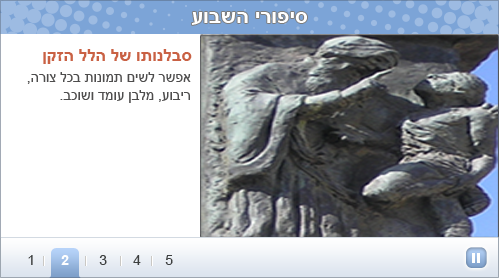 סיפורי השבוע
סבלנותו של הלל הזקן
אפשר לשים תמונות בכל צורה,
ריבוע, מלבן עומד ושוכב.
1 2 3 4 5